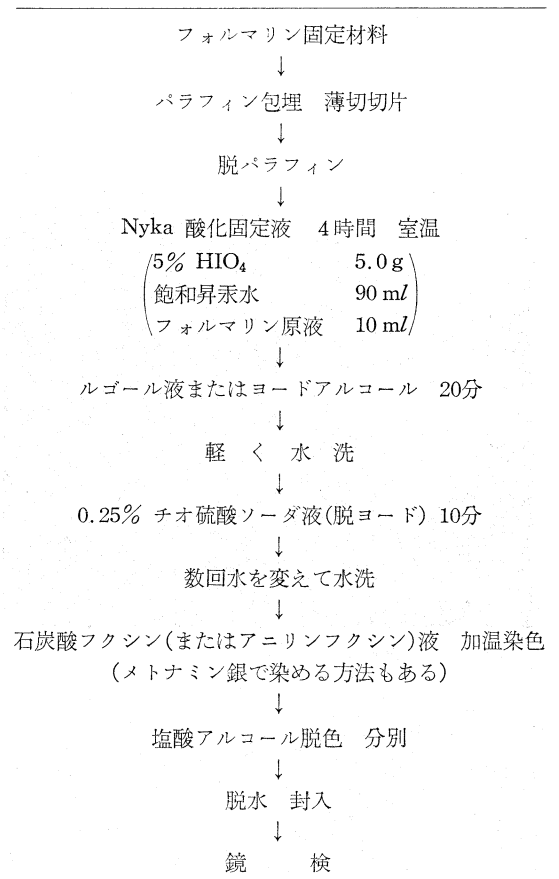 フォルマリン固定材料
↓
パラフィン包埋 薄切切片
↓
脱パラフィン
↓
Nyka 酸化固定液 4時間 室温
5% HIO₄ 5.0g
飽和昇汞水 90 ml
フォルマリン原液 10 ml
↓
ルゴール液またはヨードアルコール 20分
↓
軽く水洗
↓
0.25% チオ硫酸ソーダ液(脱ヨード) 10分
↓
数回水を変えて水洗
↓
石炭酸フクシン(またはアニリンフクシン)液 加温染色
(メトナミン銀で染める方法もある)
↓
塩酸アルコール脱色 分別
↓
脱水 封入
↓
鏡検